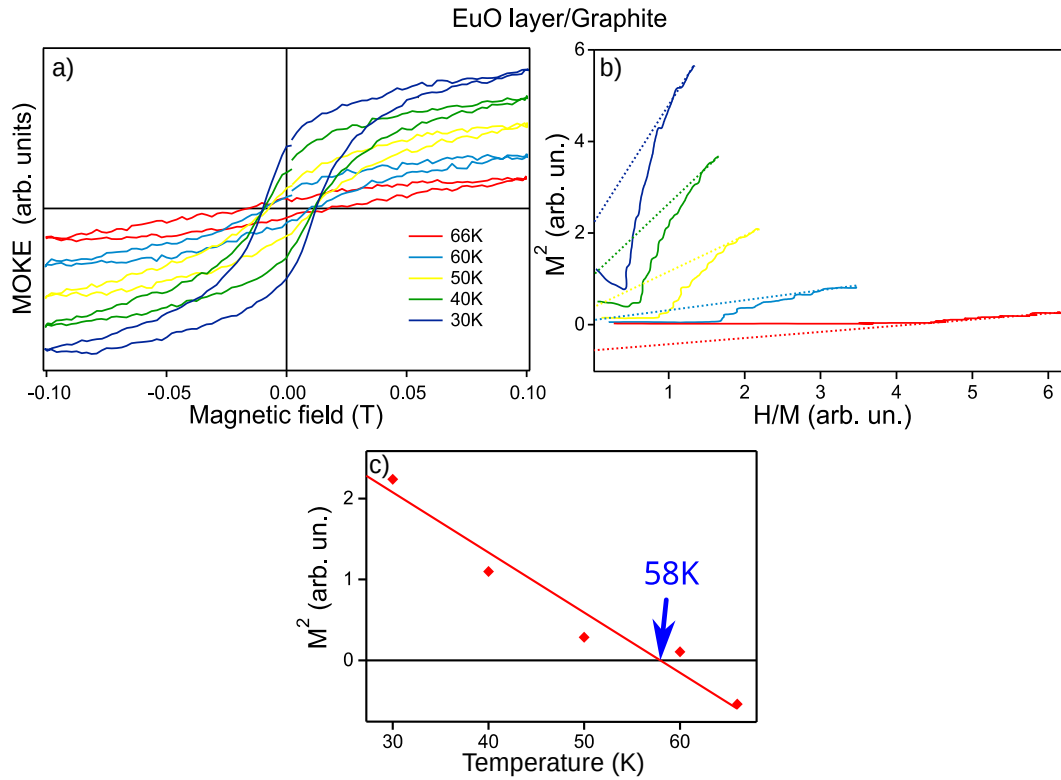 EuO layer/Graphite
a)
MOKE (arb. units)
66K
60K
50K
40K
30K
-0.10
-0.05
0.00
0.05
0.10
Magnetic field (T)
b)
M² (arb. un.)
6
4
2
0
1
2
3
4
5
6
H/M (arb. un.)
c)
M² (arb. un.)
2
1
0
58K
30
40
50
60
Temperature (K)